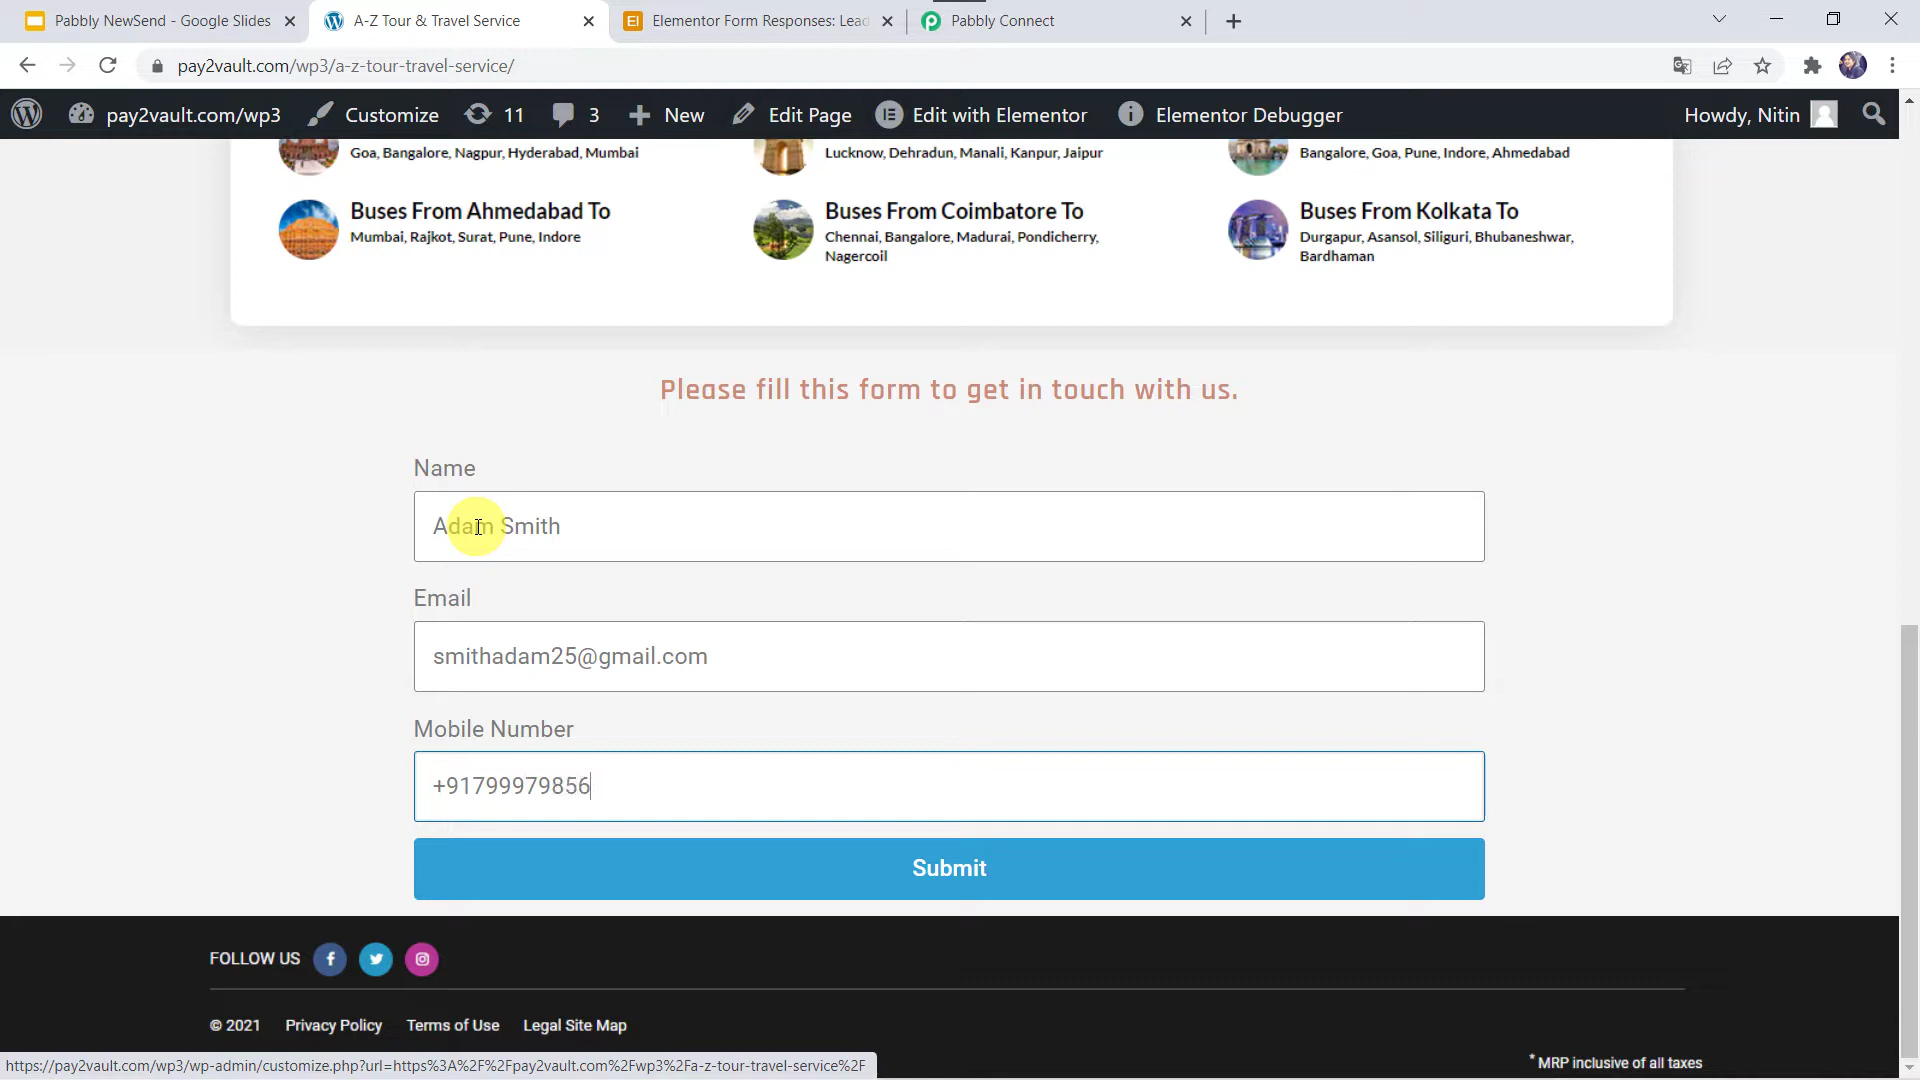 Pabbly NewSend - Google Slides
A-Z Tour & Travel Service
Elementor Form Responses: Lead
Pabbly Connect
pay2vault.com/wp3/a-z-tour-travel-service/
pay2vault.com/wp3
Customize
11
3
New
Edit Page
Edit with Elementor
Elementor Debugger
Howdy, Nitin
Goa, Bangalore, Nagpur, Hyderabad, Mumbai
Lucknow, Dehradun, Manali, Kanpur, Jaipur
Bangalore, Goa, Pune, Indore, Ahmedabad
Buses From Ahmedabad To
Mumbai, Rajkot, Surat, Pune, Indore
Buses From Coimbatore To
Chennai, Bangalore, Madurai, Pondicherry,
Nagercoil
Buses From Kolkata To
Durgapur, Asansol, Siliguri, Bhubaneshwar,
Bardhaman
Please fill this form to get in touch with us.
Name
Adam Smith
Email
smithadam25@gmail.com
Mobile Number
+91799979856
Submit
FOLLOW US
© 2021
Privacy Policy
Terms of Use
Legal Site Map
* MRP inclusive of all taxes
https://pay2vault.com/wp3/wp-admin/customize.php?url=https%3A%2F%2Fpay2vault.com%2Fwp3%2Fa-z-tour-travel-service%2F